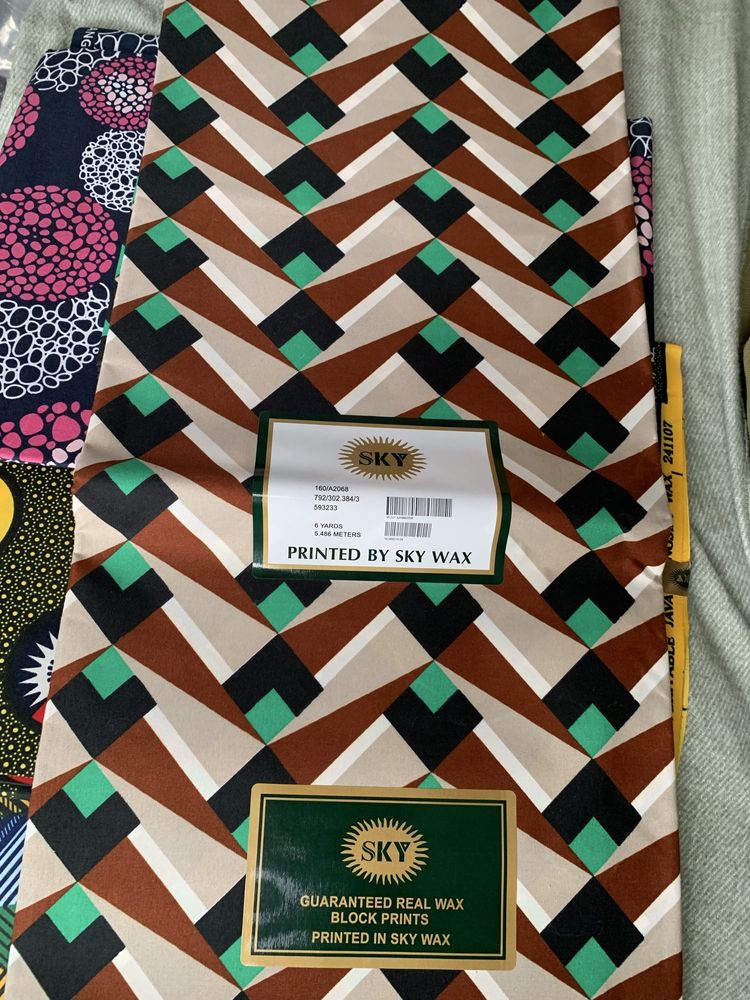 SKY
160/A2068
792/302.384/3
593233
6 YARDS
5.486 METERS
PRINTED BY SKY WAX
SKY
GUARANTEED REAL WAX
BLOCK PRINTS
PRINTED IN SKY WAX
JAVA
WAX 241107